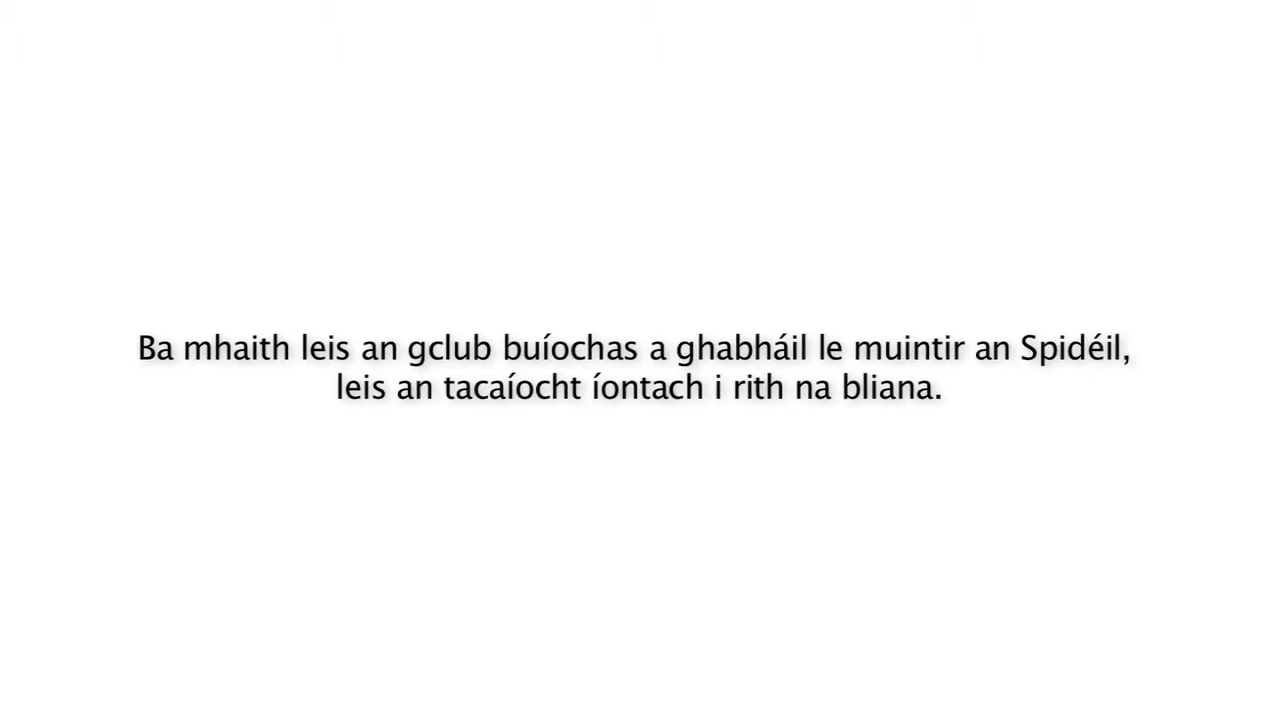 Ba mhaith leis an gclub buíochas a ghabháil le muintir an Spidéil,
leis an tacaíocht íontach i rith na bliana.